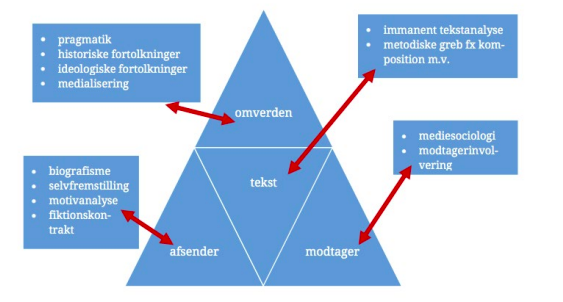 pragmatik
historiske fortolkninger
ideologiske fortolkninger
medialisering
immanent tekstanalyse
metodiske greb fx kom-
position m.v.
omverden
mediesociologi
modtagerinvol-
vering
biografisme
selvfremstilling
motivanalyse
fiktionskon-
trakt
tekst
afsender
modtager